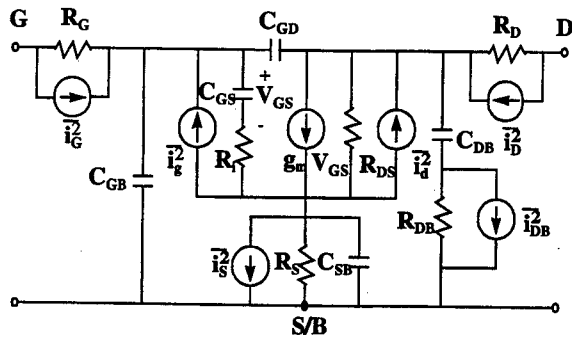 G
R_G
C_GD
R_D
D
i_G^2
C_GS
+
V_GS
-
i_g^2
R_i
g_m V_GS
R_DS
i_d^2
C_DB
i_D^2
C_GB
R_DB
i_DB^2
i_S^2
R_S
C_SB
S/B